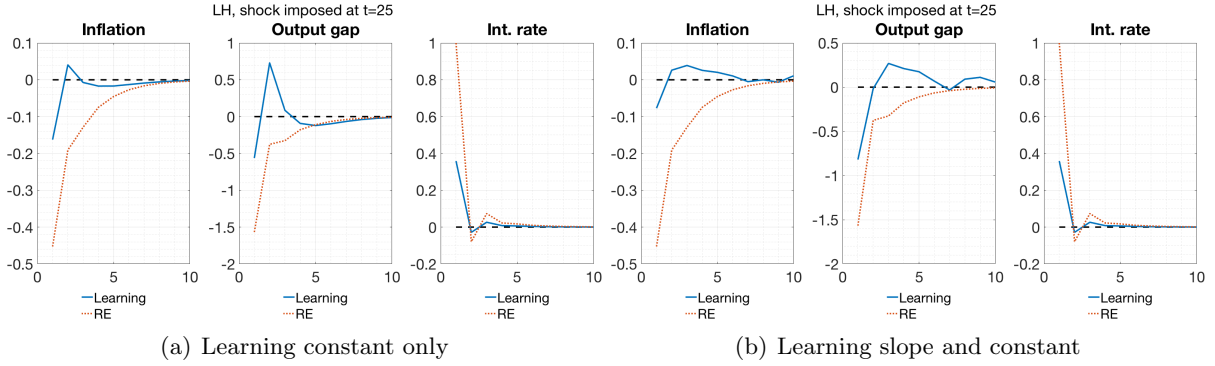 LH, shock imposed at t=25
Inflation Output gap Int. rate
0.1
0
-0.1
-0.2
-0.3
-0.4
-0.5
0 5 10
Learning
RE
1
0.5
0
-0.5
-1
-1.5
-2
0 5 10
Learning
RE
1
0.8
0.6
0.4
0.2
0
-0.2
0 5 10
Learning
RE
(a) Learning constant only
LH, shock imposed at t=25
Inflation Output gap Int. rate
0.1
0
-0.1
-0.2
-0.3
-0.4
-0.5
0 5 10
Learning
RE
0.5
0
-0.5
-1
-1.5
-2
0 5 10
Learning
RE
1
0.8
0.6
0.4
0.2
0
-0.2
0 5 10
Learning
RE
(b) Learning slope and constant